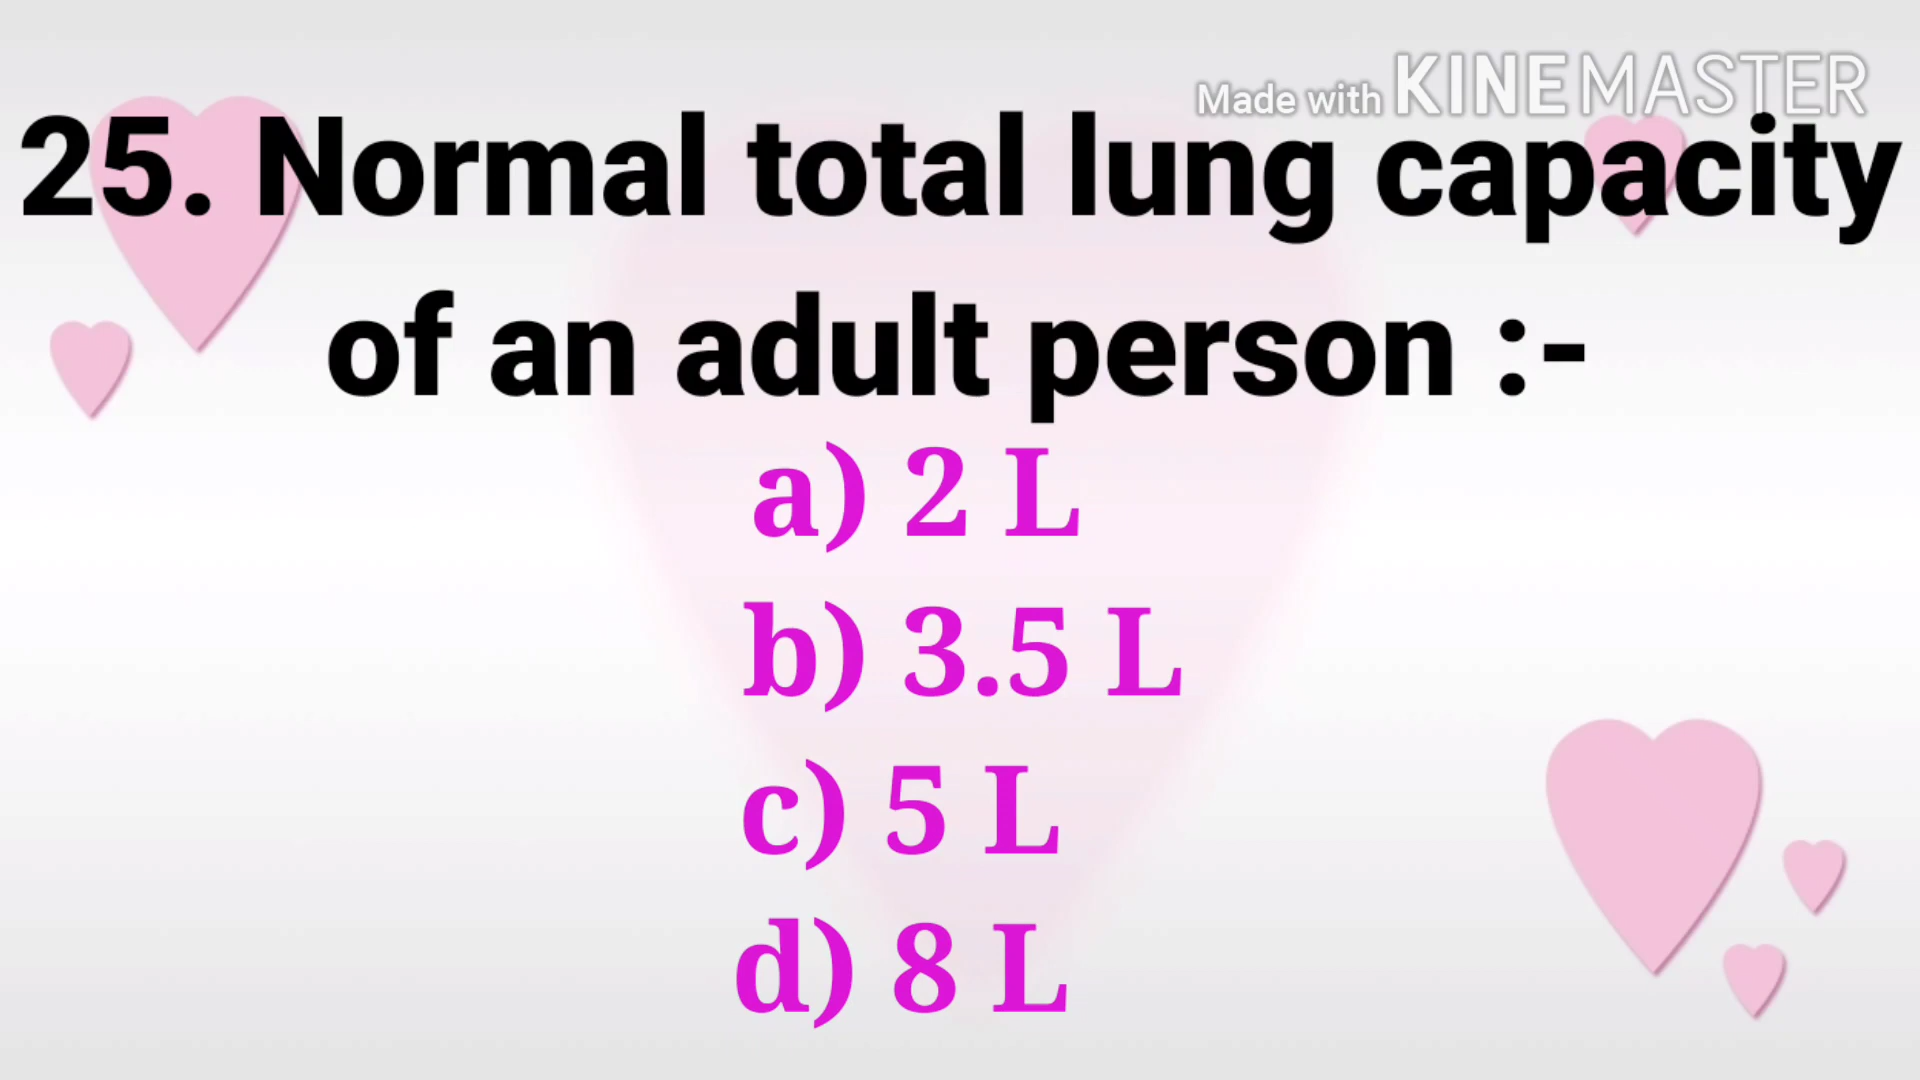 Made with KINEMASTER
25. Normal total lung capacity
of an adult person :-
a) 2 L
b) 3.5 L
c) 5 L
d) 8 L